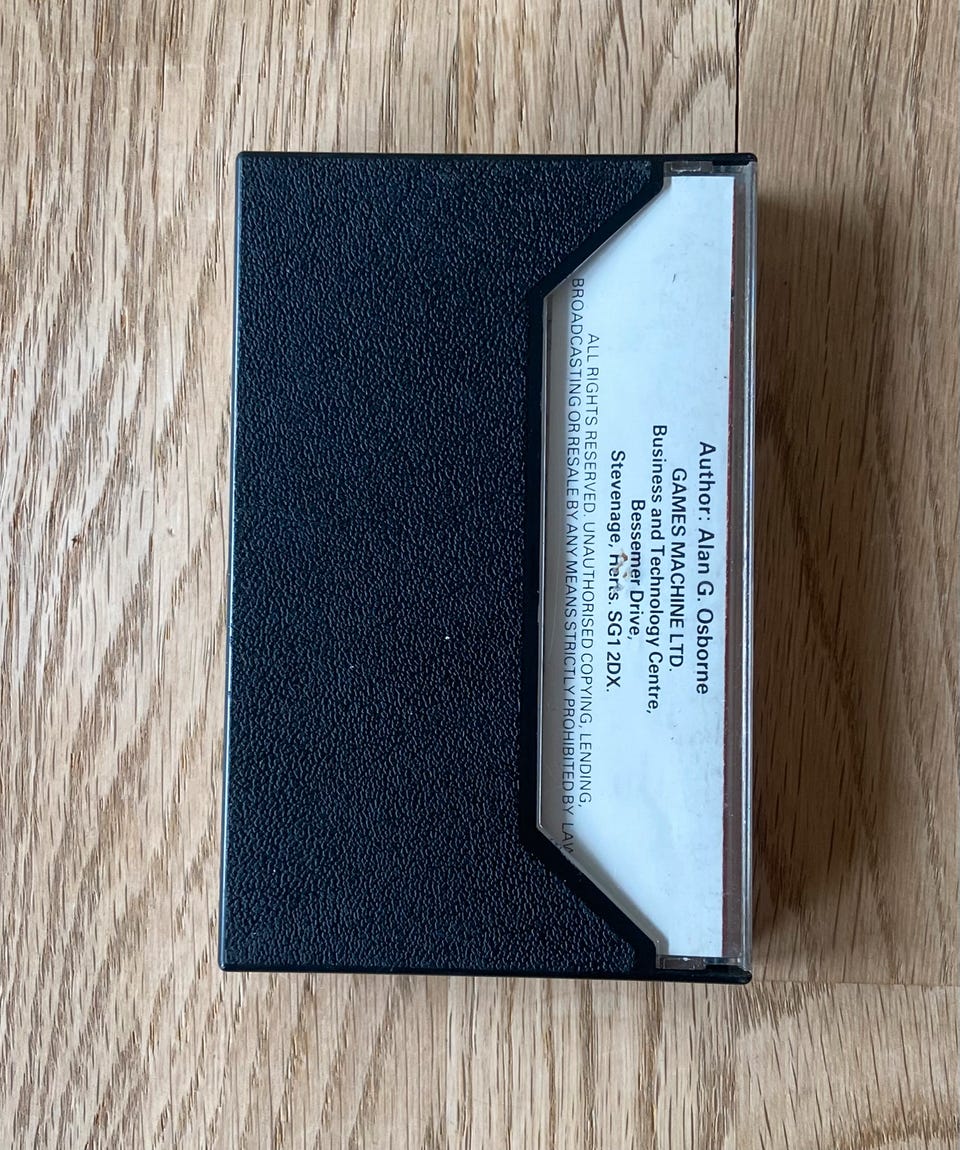 Author: Alan G. Osborne
GAMES MACHINE LTD.
Business and Technology Centre,
Bessemer Drive,
Stevenage, Herts. SG1 2DX.
ALL RIGHTS RESERVED. UNAUTHORISED COPYING, LENDING,
BROADCASTING OR RESALE BY ANY MEANS STRICTLY PROHIBITED BY LAW